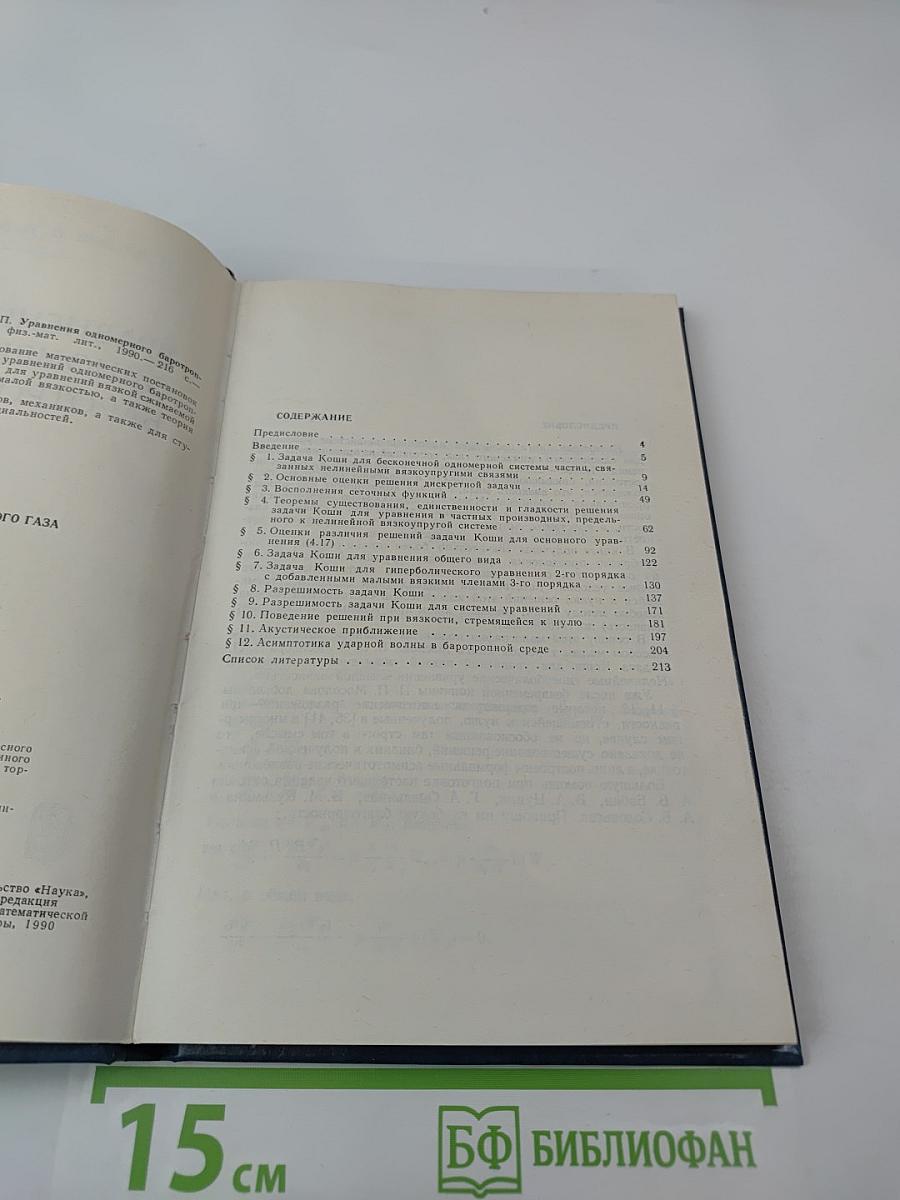 П. Уравнения одномерного баротроп-
физ.-мат. лит., 1990.— 216 с.—
ование математических постановок
уравнений одномерного баротроп-
для уравнений вязкой сжимаемой
малой вязкостью, а также теория
ов, механиков, а также для сту-
циальностей.
ОГО ГАЗА
есного
нного
тор-
ни-
ьство «Наука»,
редакция
математической
ры, 1990
СОДЕРЖАНИЕ
Предисловие . . . . . . . . . . . . . . . . . . . . 4
Введение . . . . . . . . . . . . . . . . . . . . 5
§ 1. Задача Коши для бесконечной одномерной системы частиц, свя-
занных нелинейными вязкоупругими связями . . . . . . . . 9
§ 2. Основные оценки решения дискретной задачи . . . . . . . . 14
§ 3. Восполнения сеточных функций . . . . . . . . . . . . 49
§ 4. Теоремы существования, единственности и гладкости решения
задачи Коши для уравнения в частных производных, предель-
ного к нелинейной вязкоупругой системе . . . . . . . . 62
§ 5. Оценки различия решений задачи Коши для основного урав-
нения (4.17) . . . . . . . . . . . . . . . . 92
§ 6. Задача Коши для уравнения общего вида . . . . . . . . 122
§ 7. Задача Коши для гиперболического уравнения 2-го порядка
с добавленными малыми вязкими членами 3-го порядка . . . . 130
§ 8. Разрешимость задачи Коши . . . . . . . . . . . . 137
§ 9. Разрешимость задачи Коши для системы уравнений . . . . . 171
§ 10. Поведение решений при вязкости, стремящейся к нулю . . . . 181
§ 11. Акустическое приближение . . . . . . . . . . . . 197
§ 12. Асимптотика ударной волны в баротропной среде . . . . . . 204
Список литературы . . . . . . . . . . . . . . . . 213
15 см
БФ БИБЛИОФАН